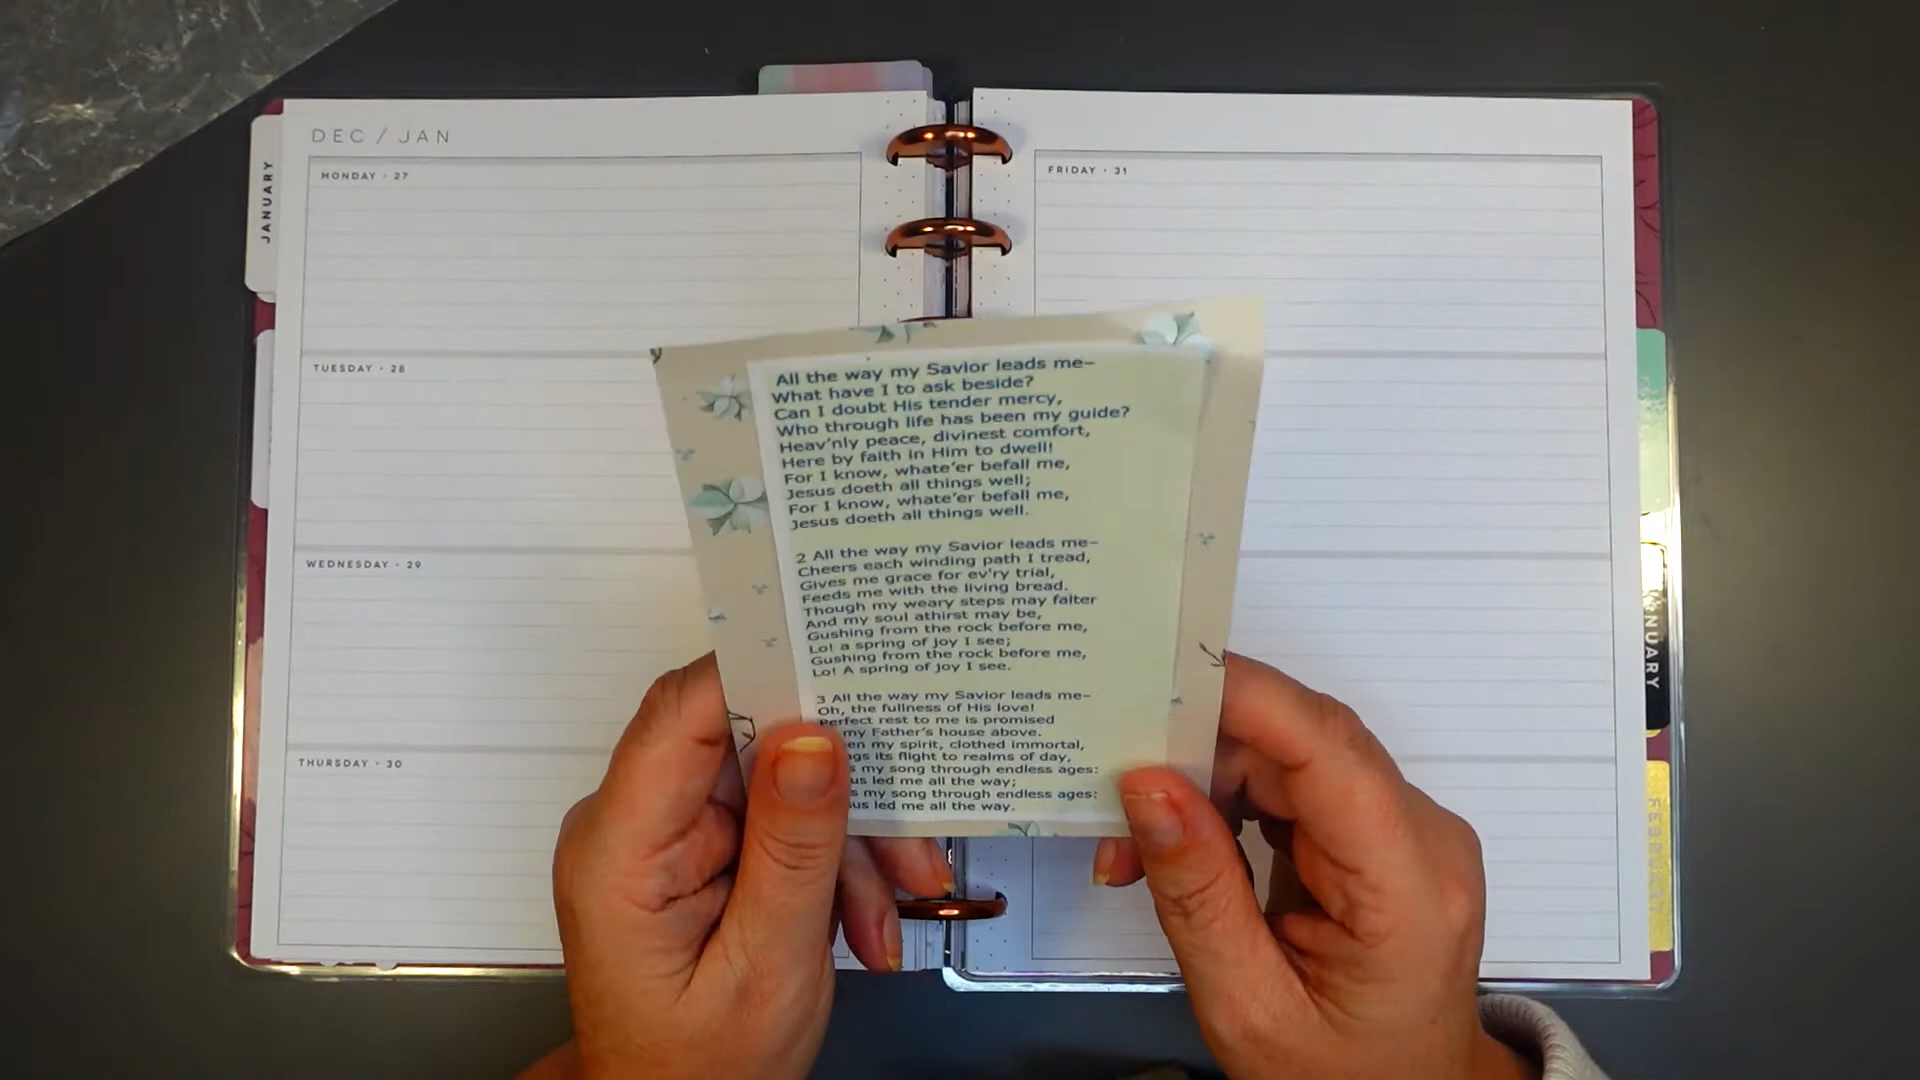 DEC / JAN
JANUARY
MONDAY • 27
TUESDAY • 28
WEDNESDAY • 29
THURSDAY • 30
FRIDAY • 31
All the way my Savior leads me–
What have I to ask beside?
Can I doubt His tender mercy,
Who through life has been my guide?
Heav'nly peace, divinest comfort,
Here by faith in Him to dwell!
For I know, whate'er befall me,
Jesus doeth all things well;
For I know, whate'er befall me,
Jesus doeth all things well.
2 All the way my Savior leads me–
Cheers each winding path I tread,
Gives me grace for ev'ry trial,
Feeds me with the living bread.
Though my weary steps may falter
And my soul athirst may be,
Gushing from the rock before me,
Lo! a spring of joy I see;
Gushing from the rock before me,
Lo! A spring of joy I see.
3 All the way my Savior leads me–
Oh, the fullness of His love!
Perfect rest to me is promised
my Father's house above.
my spirit, clothed immortal,
its flight to realms of day,
my song through endless ages:
led me all the way;
my song through endless ages:
led me all the way.
FEBRUARY